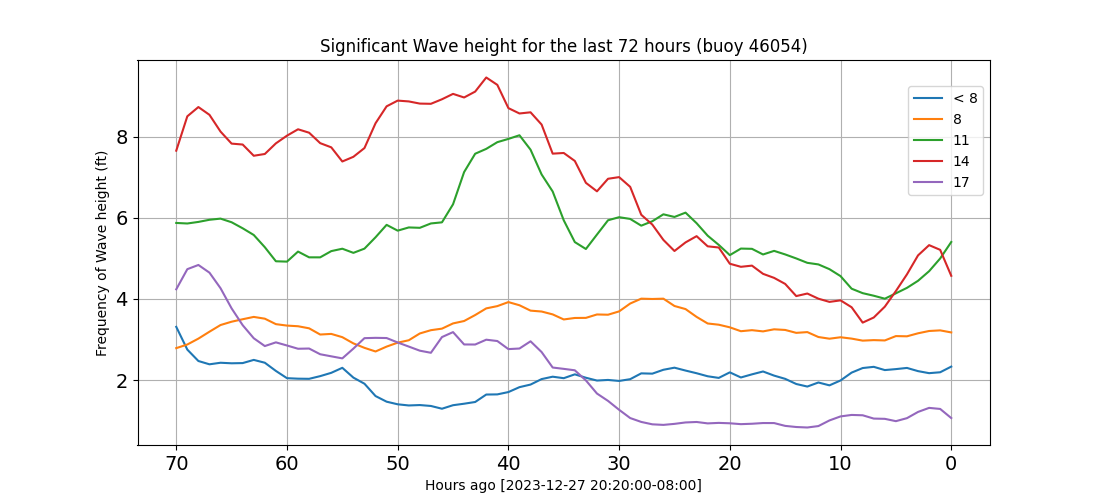 Significant Wave height for the last 72 hours (buoy 46054)
Frequency of Wave height (ft)
8
6
4
2
< 8
8
11
14
17
70 60 50 40 30 20 10 0
Hours ago [2023-12-27 20:20:00-08:00]